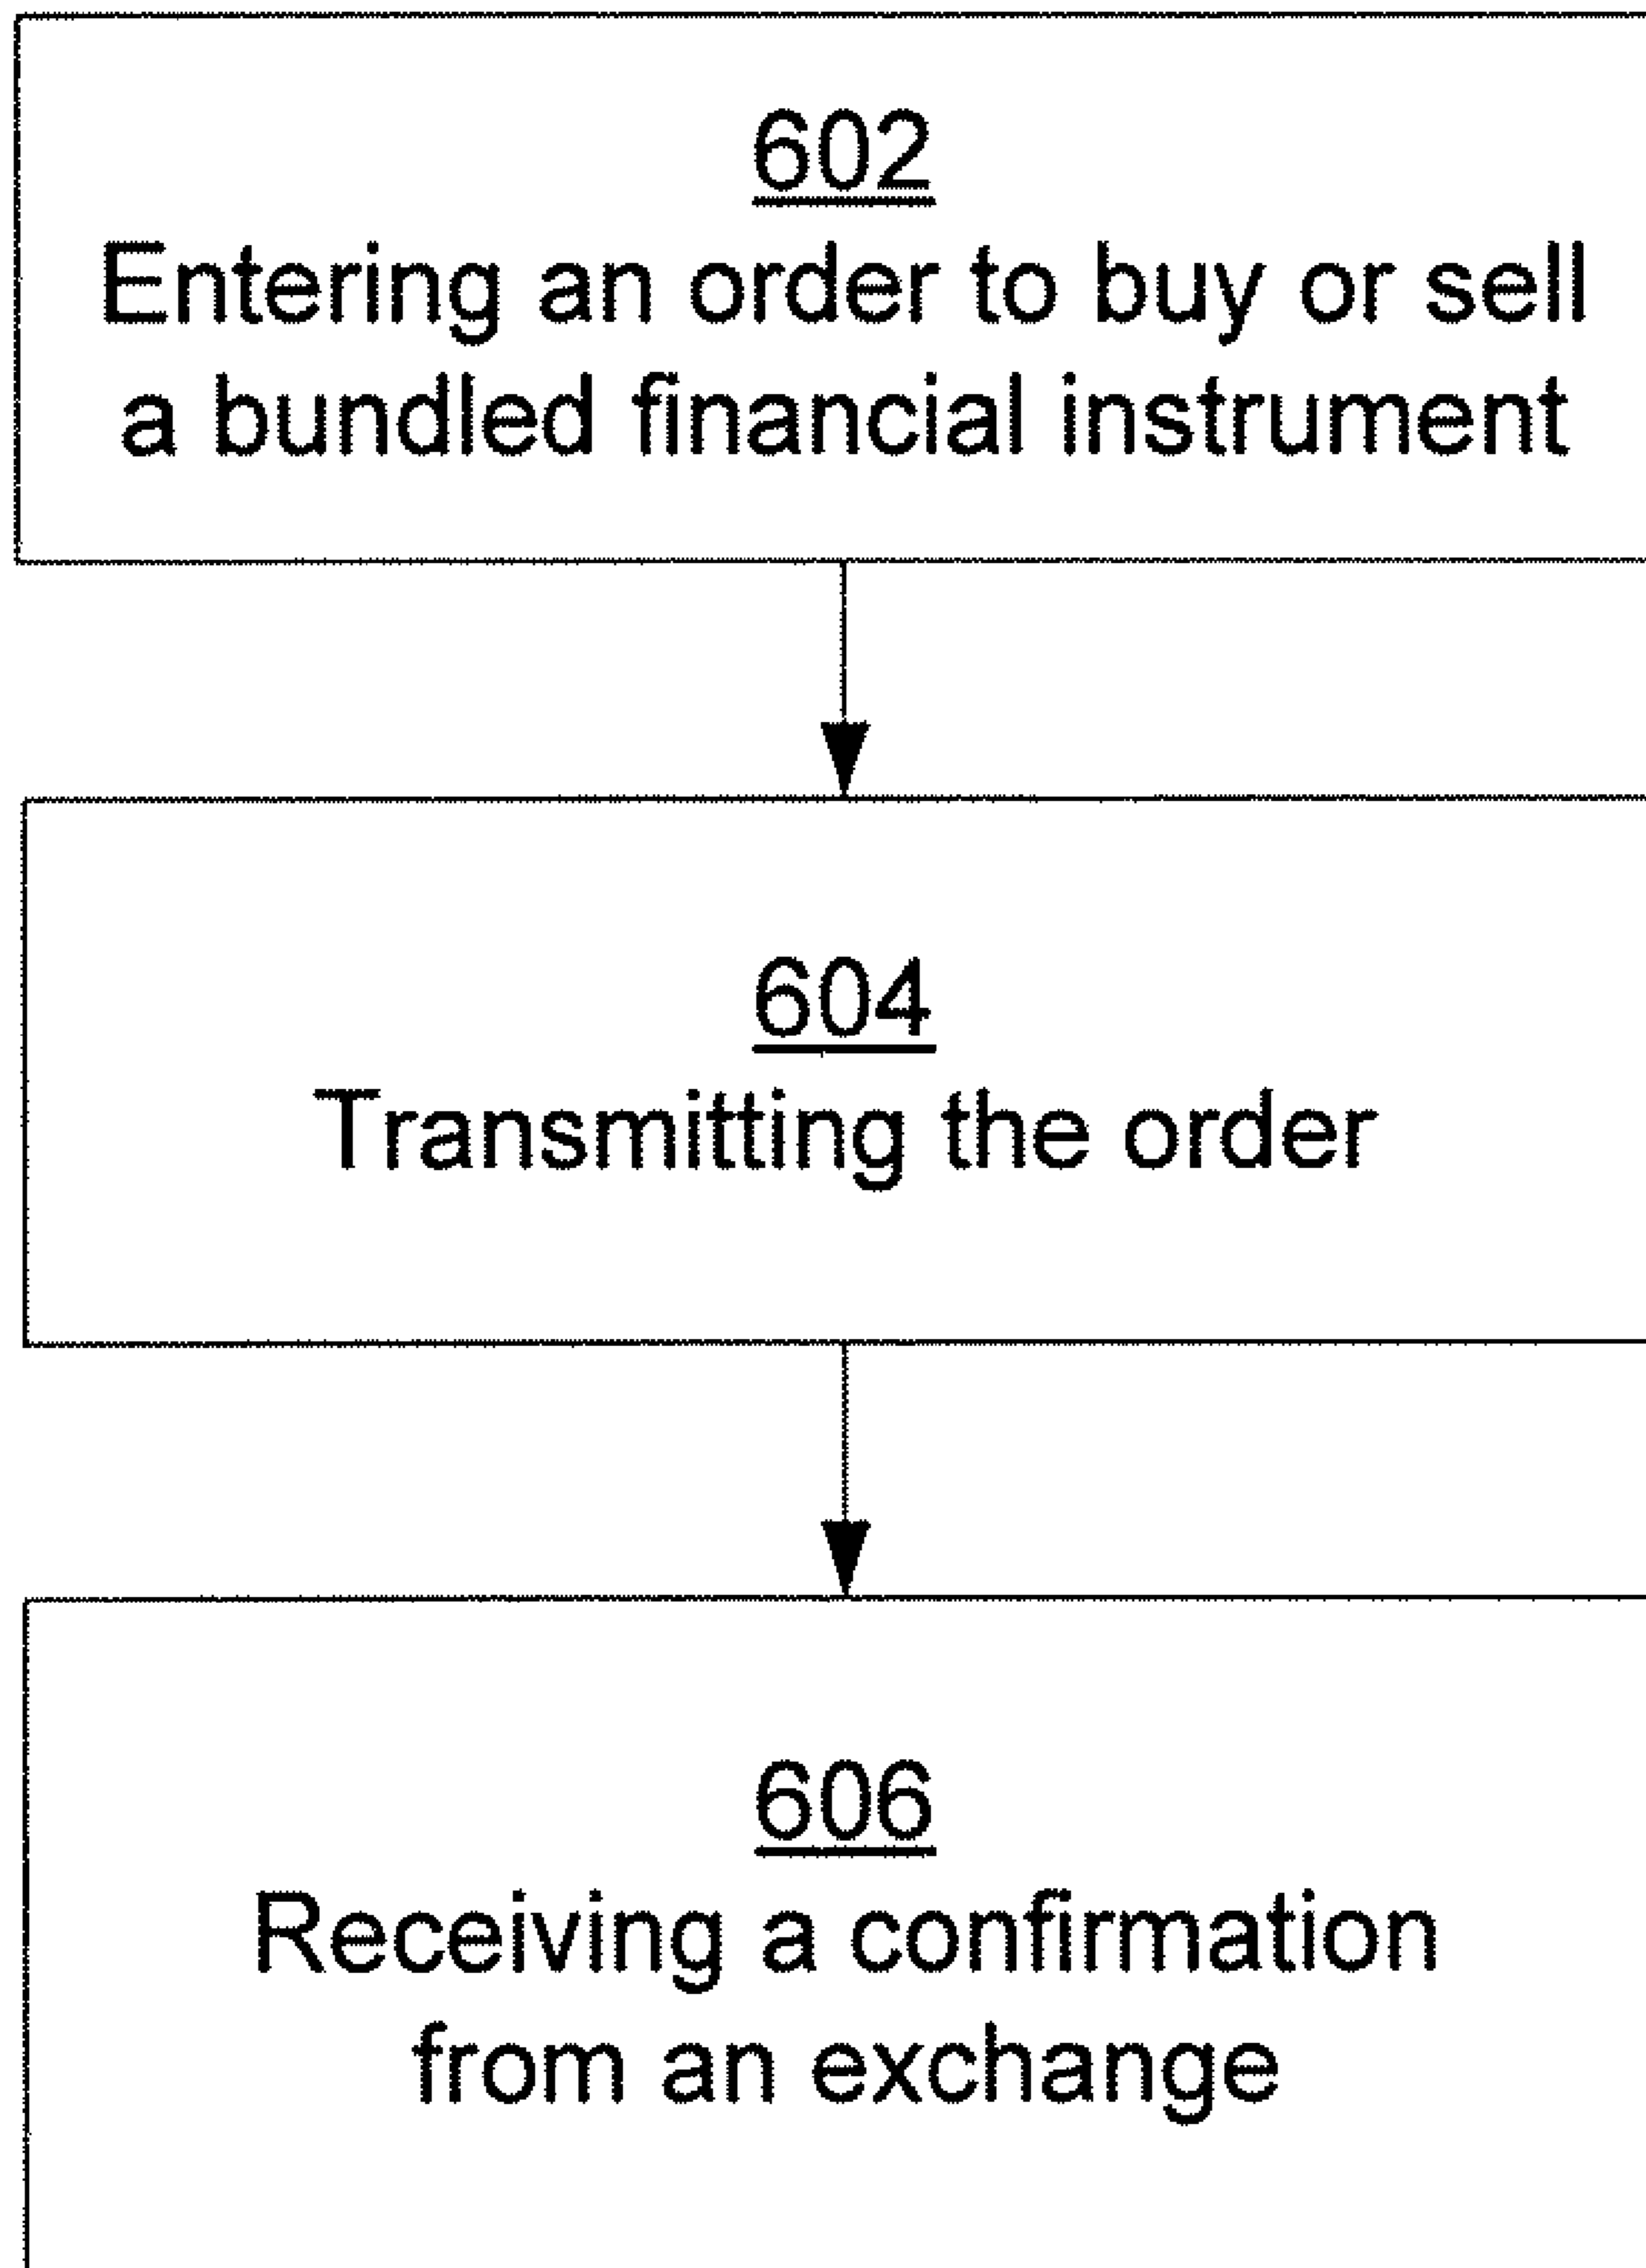 602
Entering an order to buy or sell
a bundled financial instrument
604
Transmitting the order
606
Receiving a confirmation
from an exchange